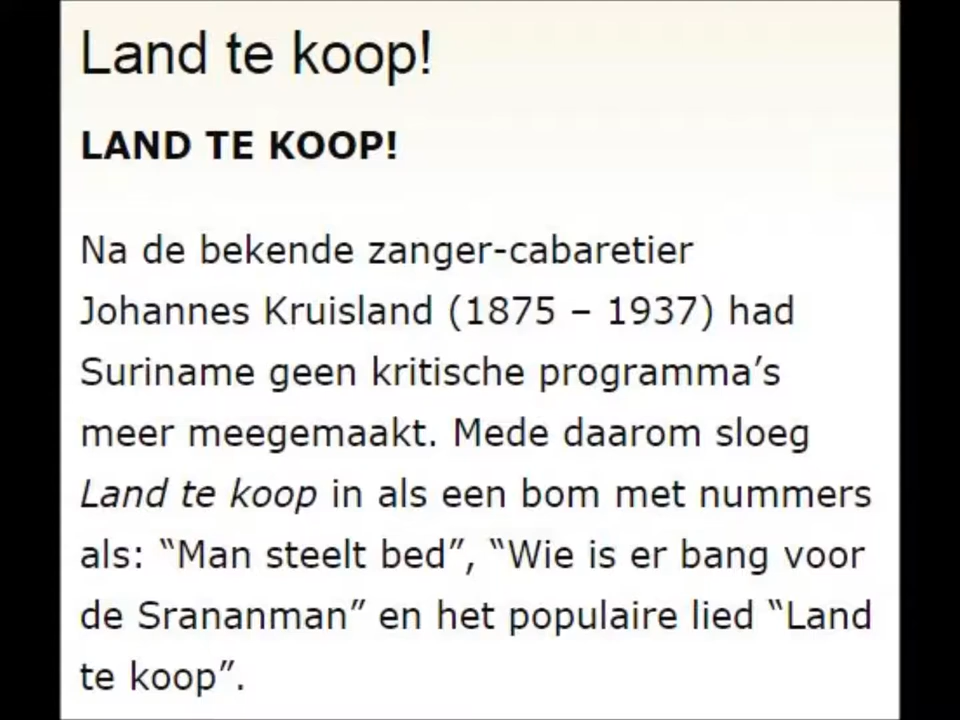 Land te koop!
LAND TE KOOP!
Na de bekende zanger-cabaretier
Johannes Kruisland (1875 – 1937) had
Suriname geen kritische programma’s
meer meegemaakt. Mede daarom sloeg
Land te koop in als een bom met nummers
als: “Man steelt bed”, “Wie is er bang voor
de Srananman” en het populaire lied “Land
te koop”.